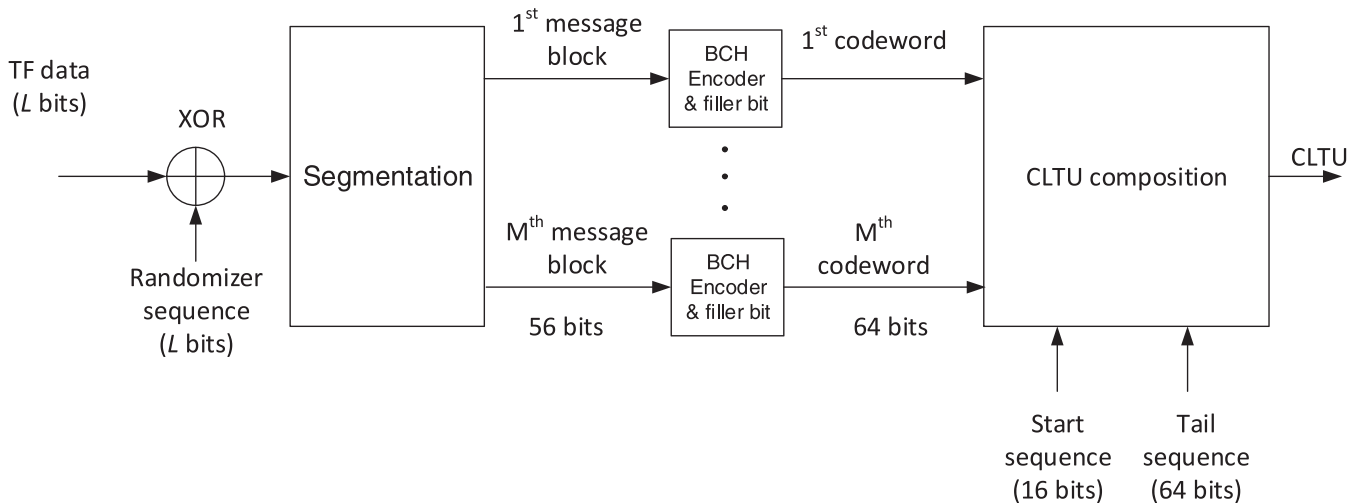 TF data
(L bits)
XOR
Randomizer
sequence
(L bits)
Segmentation
1st message
block
BCH
Encoder
& filler bit
1st codeword
Mth message
block
56 bits
BCH
Encoder
& filler bit
Mth
codeword
64 bits
CLTU composition
CLTU
Start
sequence
(16 bits)
Tail
sequence
(64 bits)